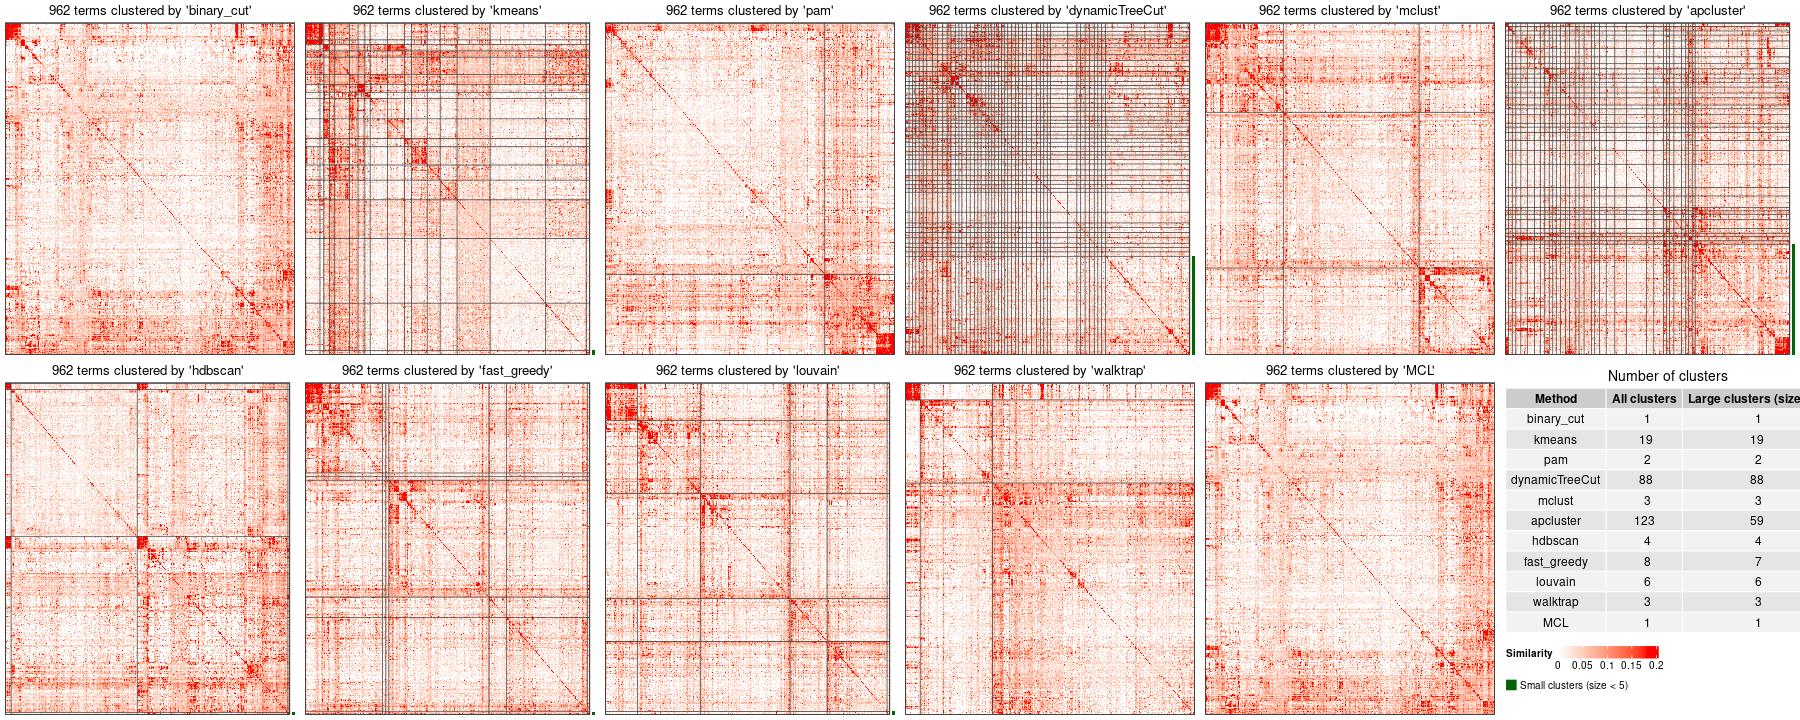 962 terms clustered by 'binary_cut'
962 terms clustered by 'kmeans'
962 terms clustered by 'pam'
962 terms clustered by 'dynamicTreeCut'
962 terms clustered by 'mclust'
962 terms clustered by 'apcluster'
962 terms clustered by 'hdbscan'
962 terms clustered by 'fast_greedy'
962 terms clustered by 'louvain'
962 terms clustered by 'walktrap'
962 terms clustered by 'MCL'
Number of clusters
Method All clusters Large clusters (size
binary_cut 1 1
kmeans 19 19
pam 2 2
dynamicTreeCut 88 88
mclust 3 3
apcluster 123 59
hdbscan 4 4
fast_greedy 8 7
louvain 6 6
walktrap 3 3
MCL 1 1
Similarity
0 0.05 0.1 0.15 0.2
Small clusters (size < 5)